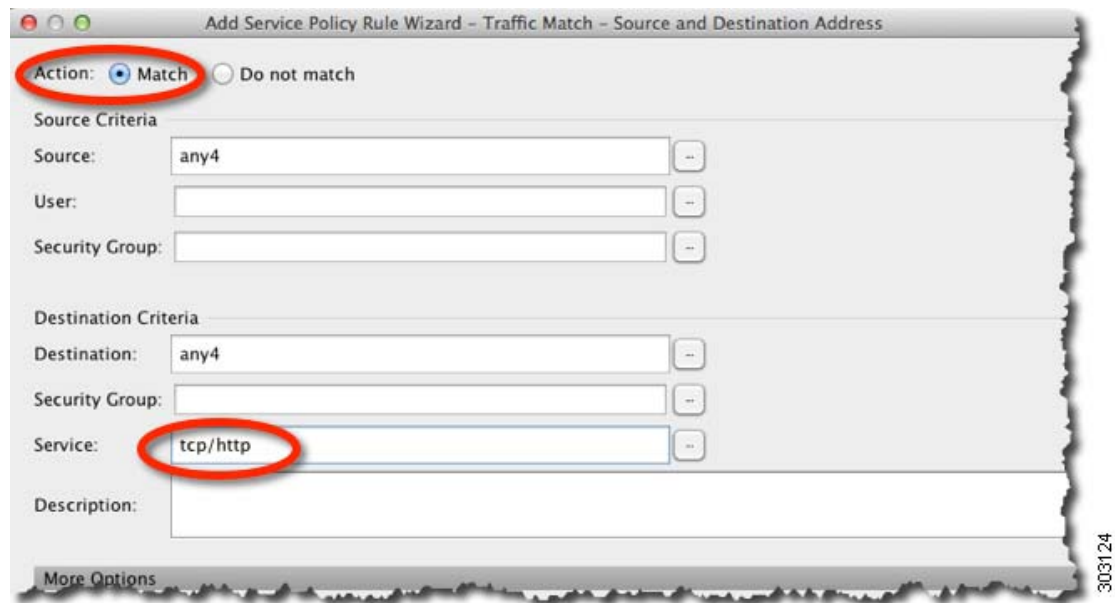 Add Service Policy Rule Wizard – Traffic Match – Source and Destination Address
Action: Match Do not match
Source Criteria
Source: any4 ...
User: ...
Security Group: ...
Destination Criteria
Destination: any4 ...
Security Group: ...
Service: tcp/http ...
Description:
More Options
303124